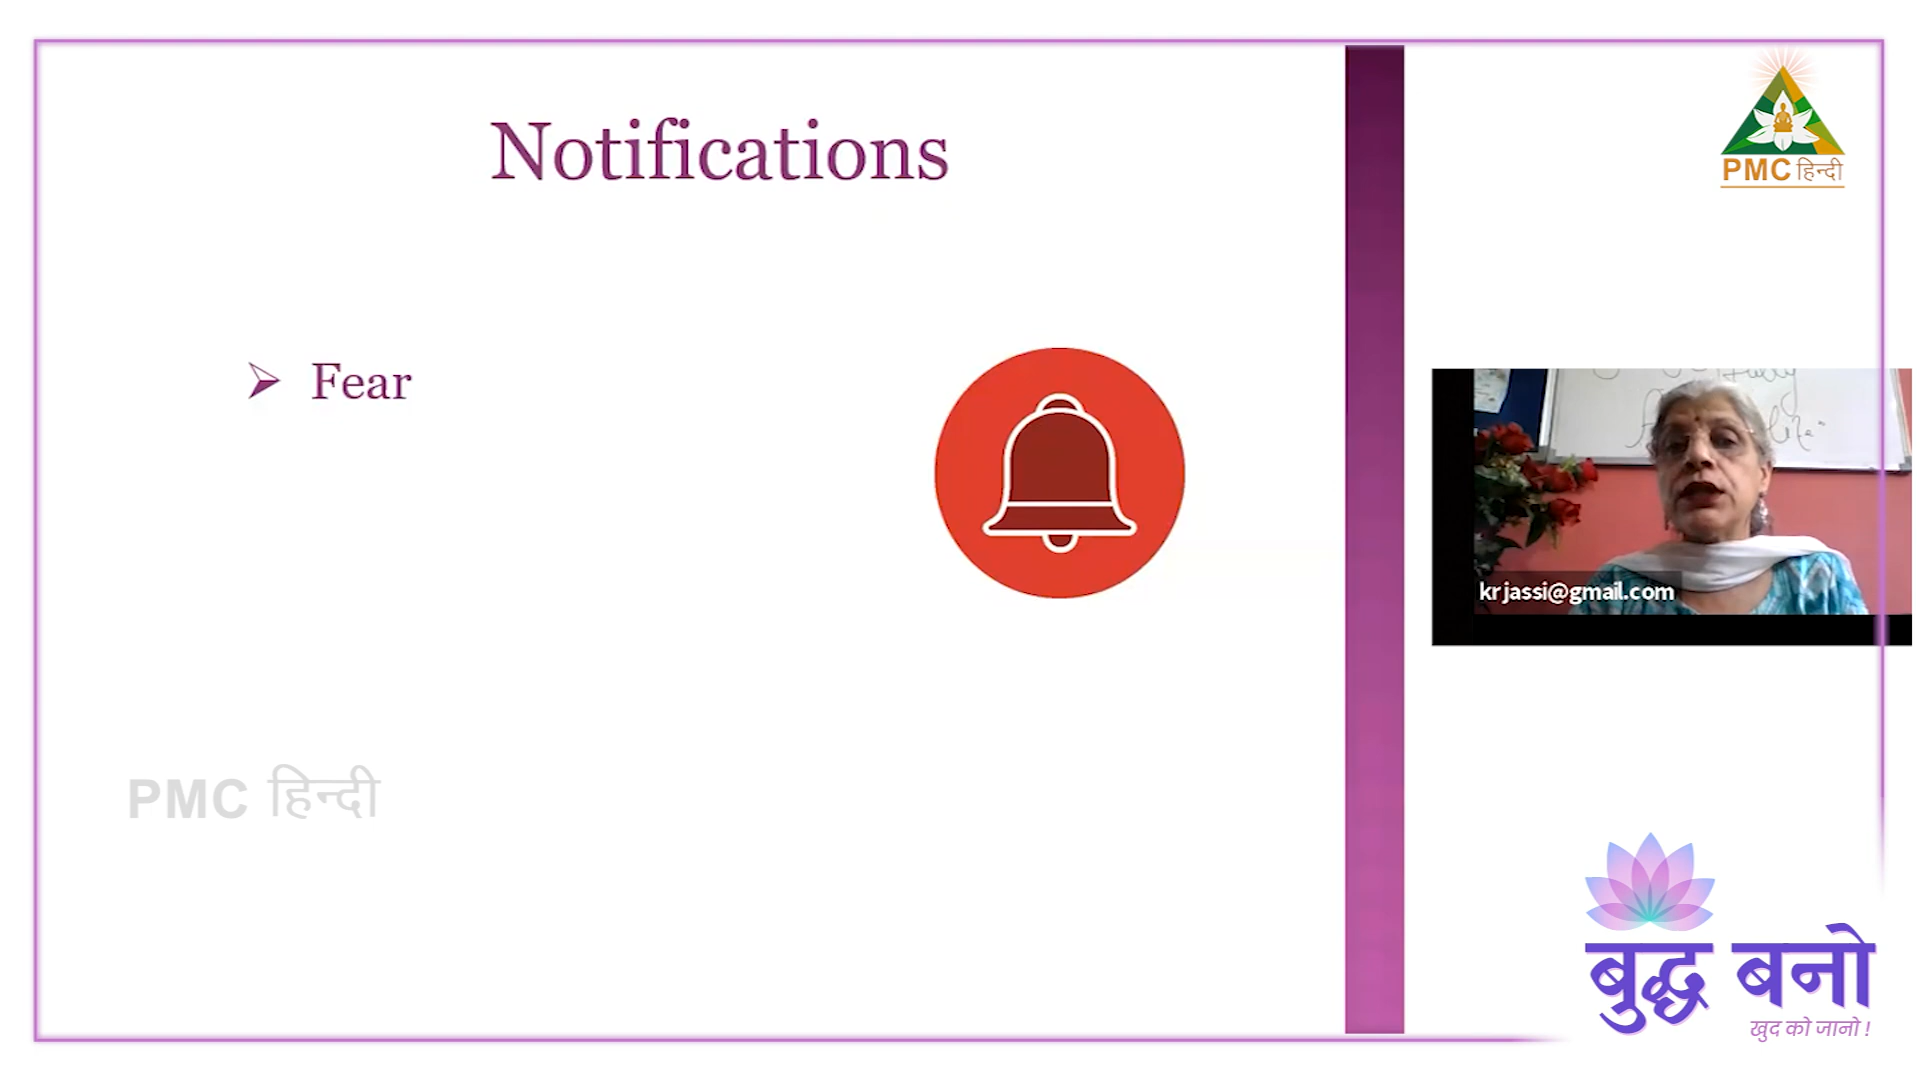 Notifications
PMC हिन्दी
➢ Fear
krjassi@gmail.com
PMC हिन्दी
बुद्ध बनो
खुद को जानो !